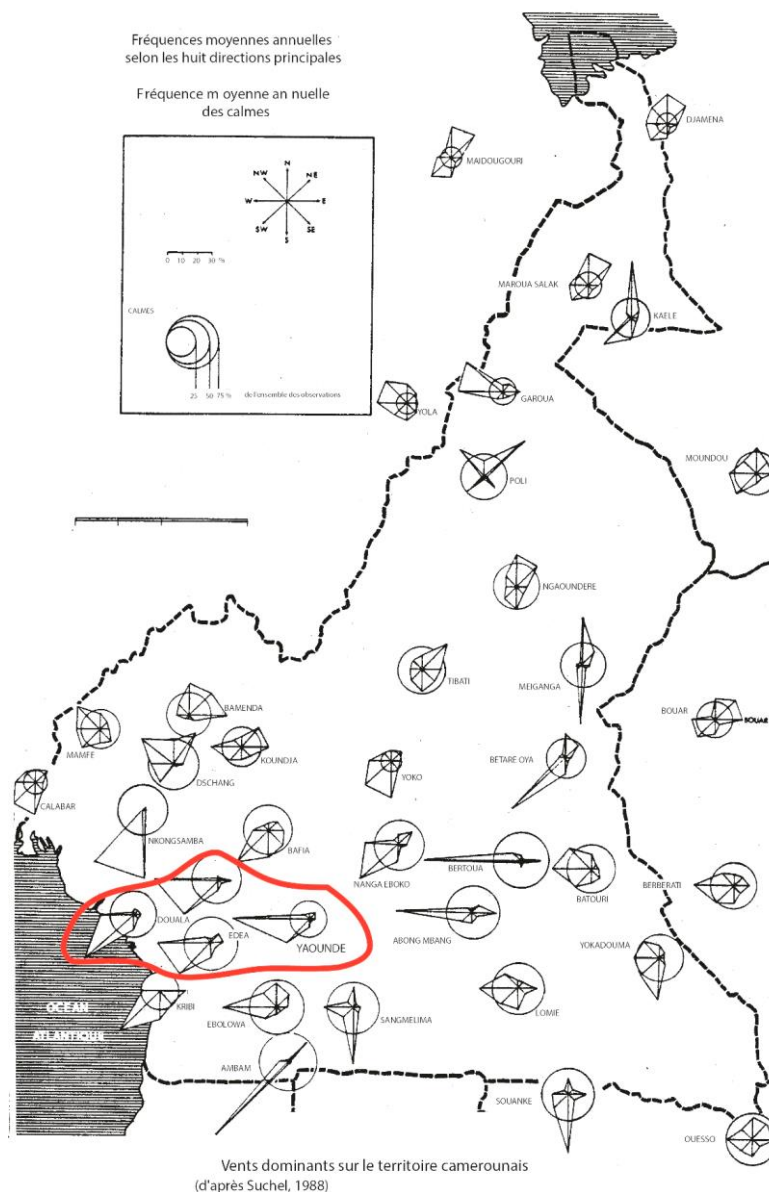 Fréquences moyennes annuelles
selon les huit directions principales
Fréquence m oyenne an nuelle
des calmes
N
NW
NE
W
E
SW
SE
S
0 10 20 30 %
CALMES
25 50 75 %
de l'ensemble des observations
DJAMENA
MAIDOUGOURI
MAROUA SALAK
KAELE
YOLA
GAROUA
POLI
MOUNDOU
NGAOUNDERE
TIBATI
MEIGANGA
BAMENDA
BOUAR
BOUAR
MAMFE
KOUNDJA
DSCHANG
BETARE OYA
YOKO
CALABAR
NKONGSAMBA
BAFIA
NANGA EBOKO
BERTOUA
BATOURI
BERBERATI
DOUALA
EDEA
YAOUNDE
ABONG MBANG
YOKADOUMA
OCEAN
ATLANTIQUE
KRIBI
EBOLOWA
SANGMELIMA
LOMIE
AMBAM
SOUANKE
OUESSO
Vents dominants sur le territoire camerounais
(d'après Suchel, 1988)